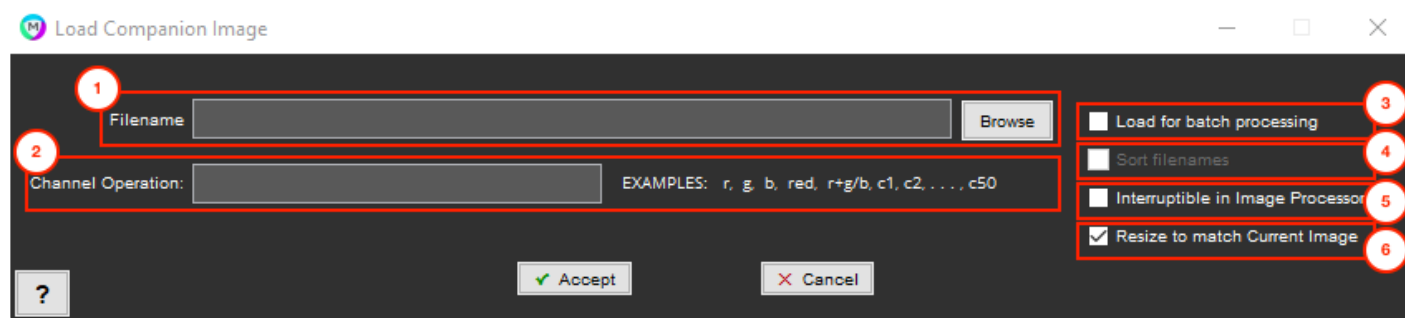 M Load Companion Image
1
Filename Browse
3
Load for batch processing
2
4
Sort filenames
Channel Operation: EXAMPLES: r, g, b, red, r+g/b, c1, c2, . . . , c50
Interruptible in Image Processor
5
Resize to match Current Image
6
? Accept Cancel